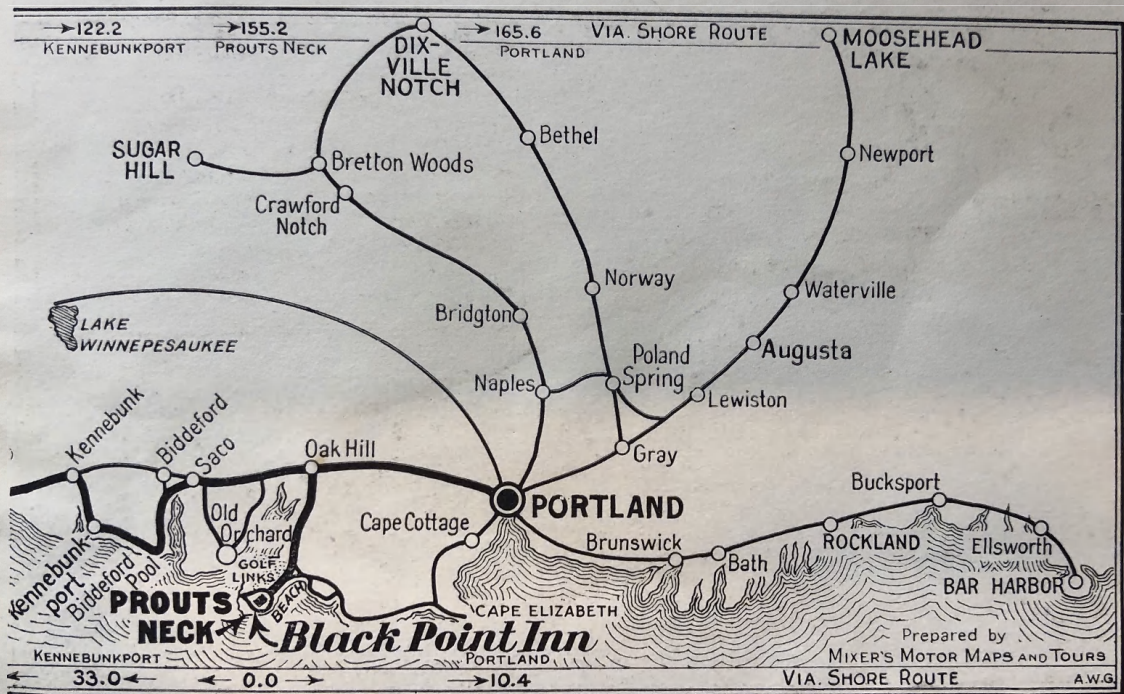 →122.2 →155.2 →165.6 VIA. SHORE ROUTE
KENNEBUNKPORT PROUTS NECK PORTLAND
DIX-
VILLE
NOTCH
MOOSEHEAD
LAKE
Bethel
SUGAR
HILL
Bretton Woods
Newport
Crawford
Notch
Norway
Waterville
Bridgton
LAKE
WINNEPESAUKEE
Augusta
Poland
Spring
Naples
Lewiston
Kennebunk
Biddeford
Saco
Oak Hill
Gray
PORTLAND
Bucksport
Old
Orchard
Cape Cottage
Brunswick
ROCKLAND
Ellsworth
Bath
GOLF
LINKS
BEACH
Kennebunk-
port
Biddeford
Pool
BAR HARBOR
PROUTS
NECK
CAPE ELIZABETH
Black Point Inn
Prepared by
MIXER'S MOTOR MAPS AND TOURS
KENNEBUNKPORT PORTLAND
← 33.0 ← ← 0.0 → →10.4 VIA. SHORE ROUTE A.W.G.